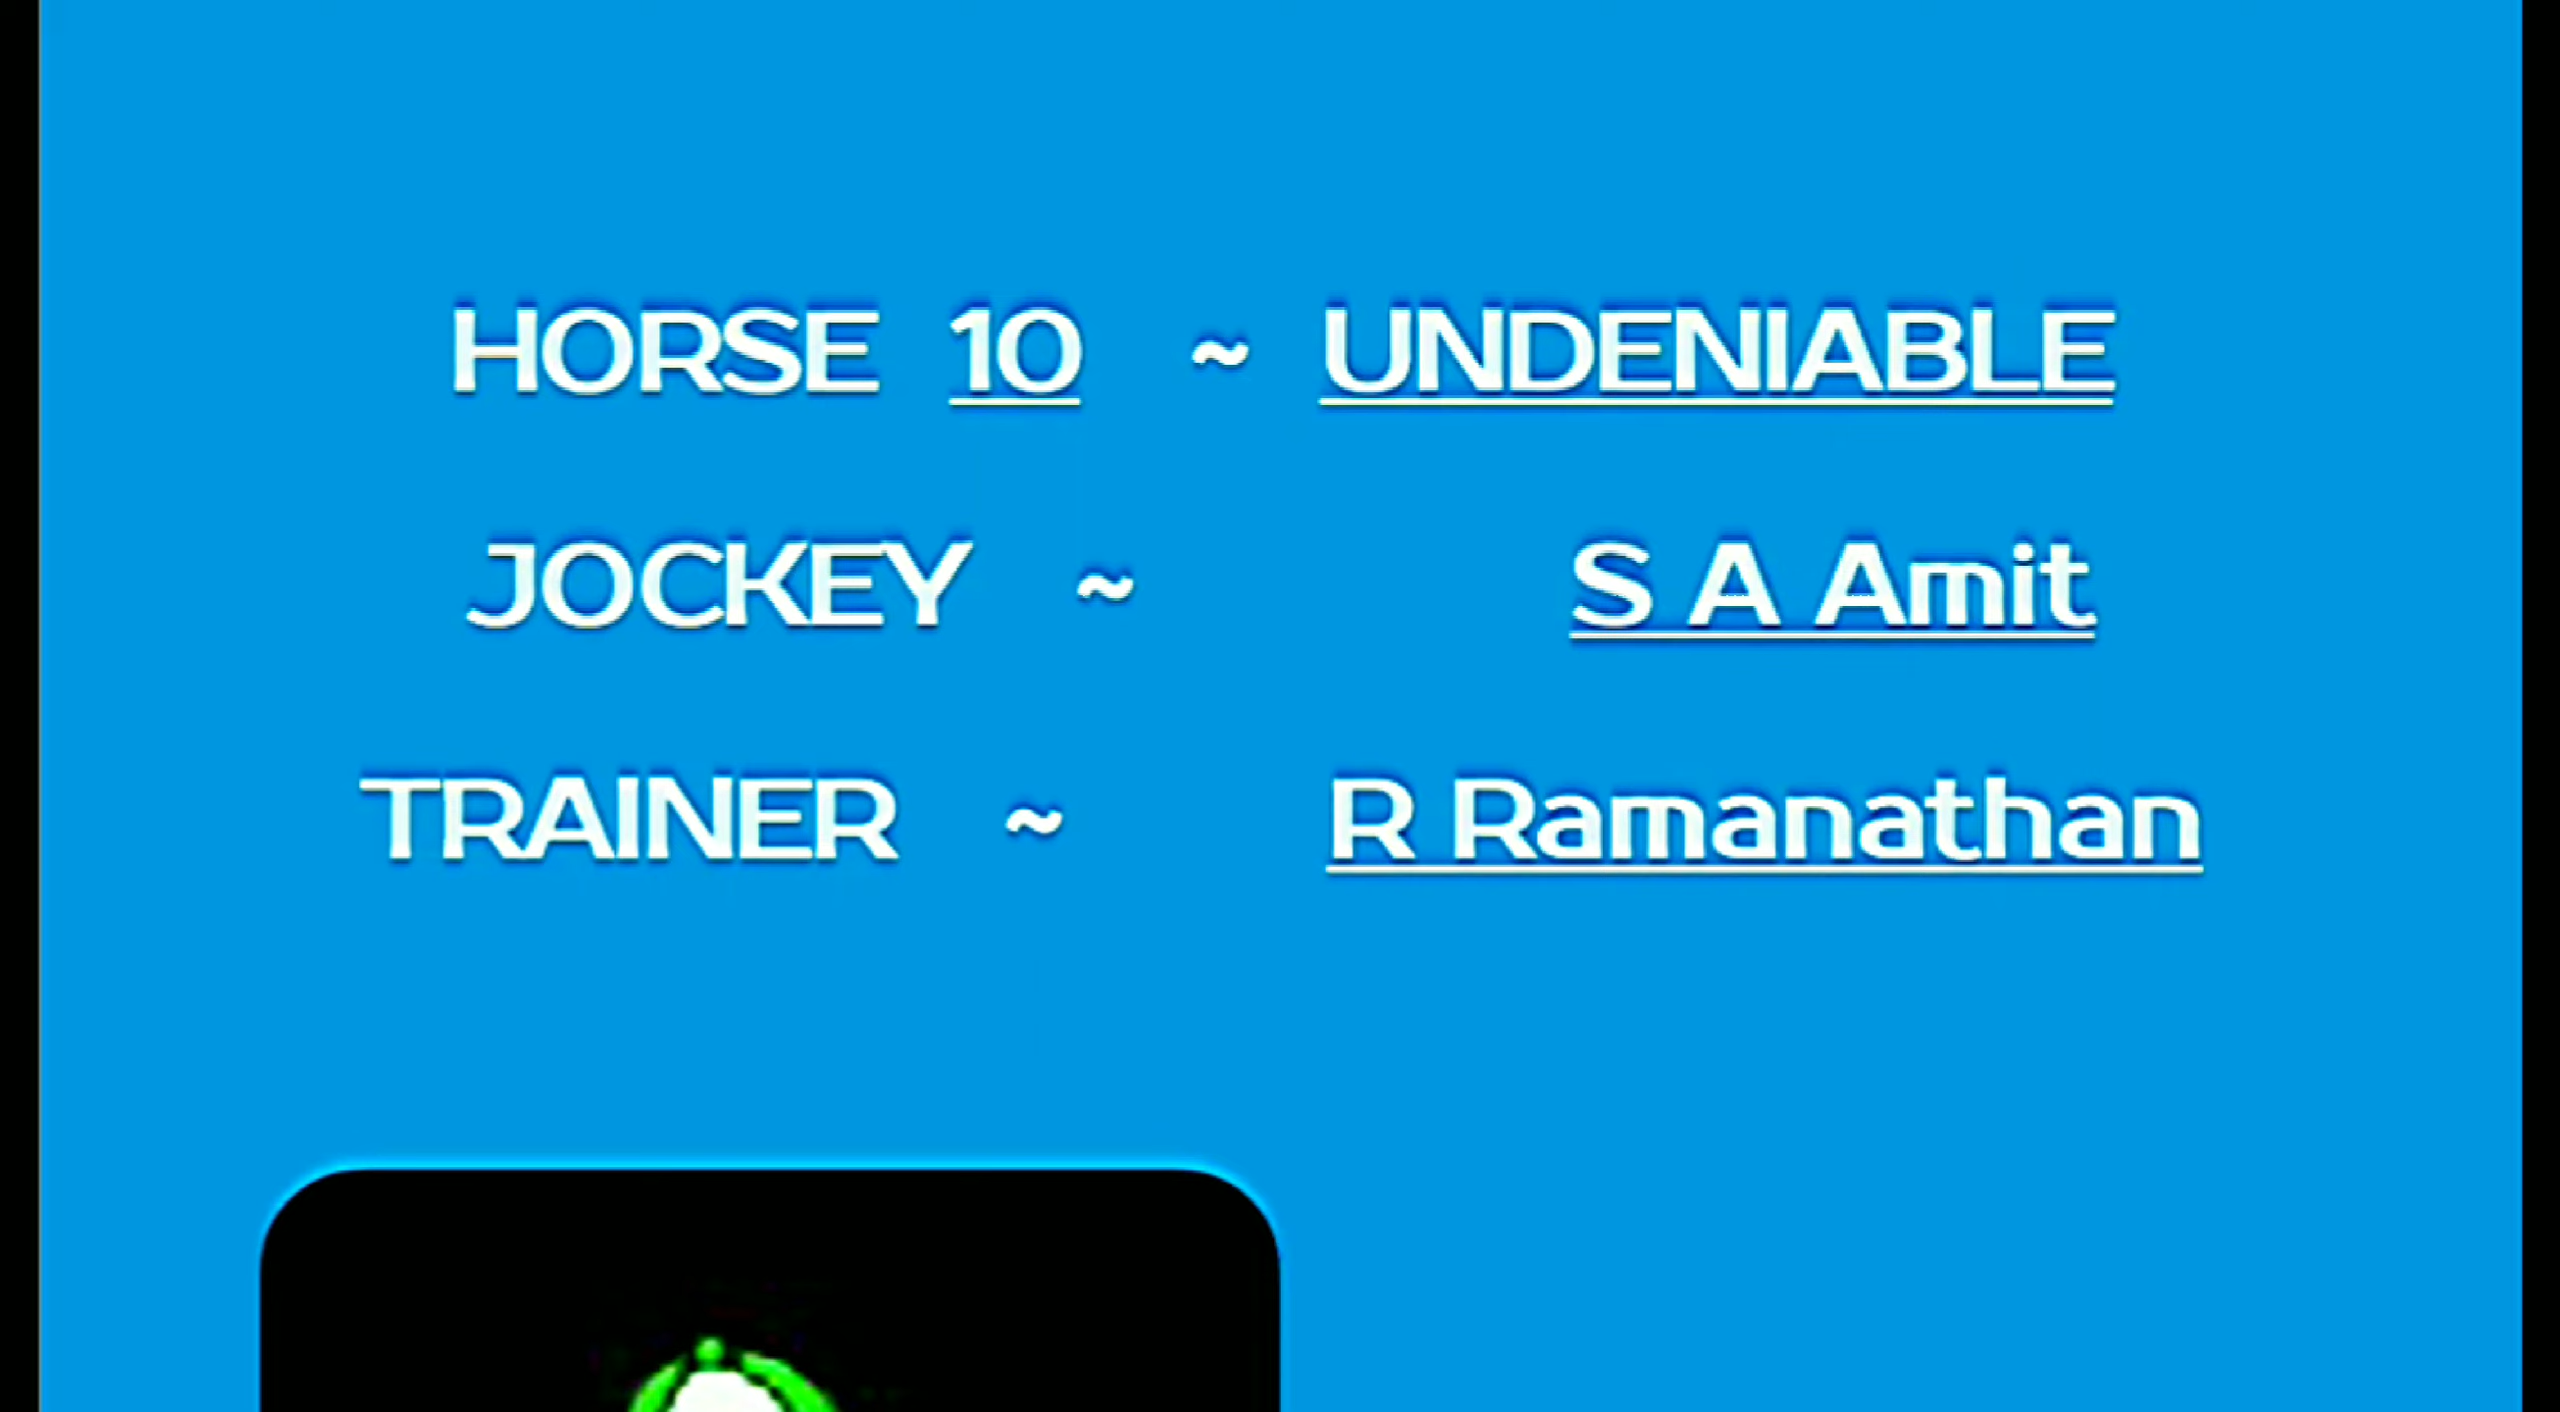 HORSE 10 ~ UNDENIABLE
JOCKEY ~ S A Amit
TRAINER ~ R Ramanathan